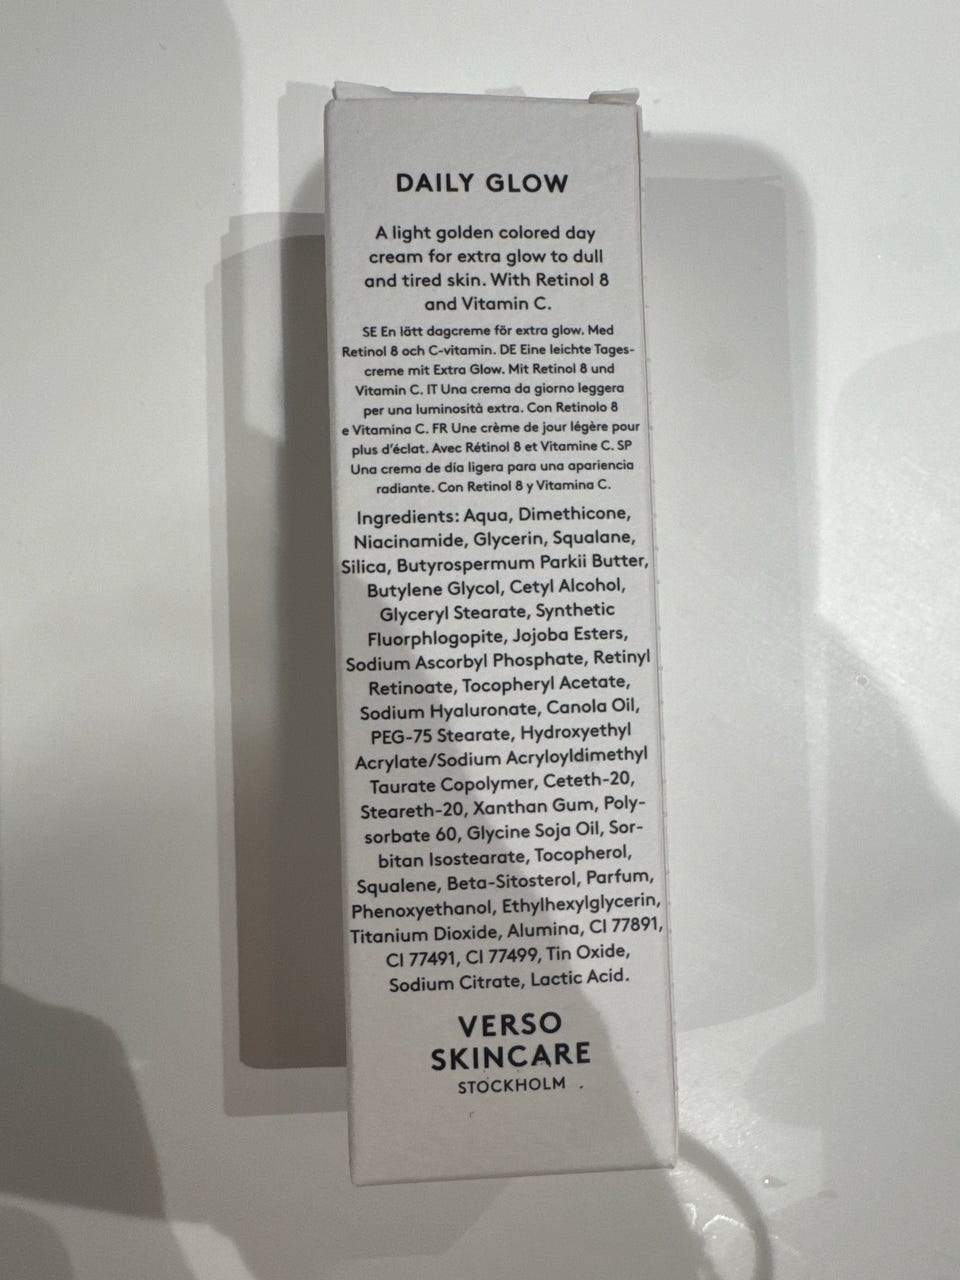 DAILY GLOW
A light golden colored day
cream for extra glow to dull
and tired skin. With Retinol 8
and Vitamin C.
SE En lätt dagcreme för extra glow. Med
Retinol 8 och C-vitamin. DE Eine leichte Tages-
creme mit Extra Glow. Mit Retinol 8 und
Vitamin C. IT Una crema da giorno leggera
per una luminosità extra. Con Retinolo 8
e Vitamina C. FR Une crème de jour légère pour
plus d'éclat. Avec Rétinol 8 et Vitamine C. SP
Una crema de día ligera para una apariencia
radiante. Con Retinol 8 y Vitamina C.
Ingredients: Aqua, Dimethicone,
Niacinamide, Glycerin, Squalane,
Silica, Butyrospermum Parkii Butter,
Butylene Glycol, Cetyl Alcohol,
Glyceryl Stearate, Synthetic
Fluorphlogopite, Jojoba Esters,
Sodium Ascorbyl Phosphate, Retinyl
Retinoate, Tocopheryl Acetate,
Sodium Hyaluronate, Canola Oil,
PEG-75 Stearate, Hydroxyethyl
Acrylate/Sodium Acryloyldimethyl
Taurate Copolymer, Ceteth-20,
Steareth-20, Xanthan Gum, Poly-
sorbate 60, Glycine Soja Oil, Sor-
bitan Isostearate, Tocopherol,
Squalene, Beta-Sitosterol, Parfum,
Phenoxyethanol, Ethylhexylglycerin,
Titanium Dioxide, Alumina, CI 77891,
CI 77491, CI 77499, Tin Oxide,
Sodium Citrate, Lactic Acid.
VERSO
SKINCARE
STOCKHOLM